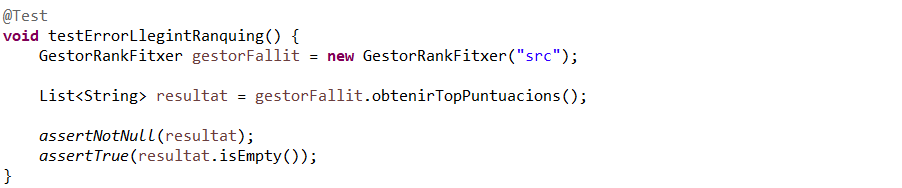 @Test
void testErrorLlegintRanquing() {
    GestorRankFitxer gestorFallit = new GestorRankFitxer("src");
    List<String> resultat = gestorFallit.obtenirTopPuntuacions();
    assertNotNull(resultat);
    assertTrue(resultat.isEmpty());
}